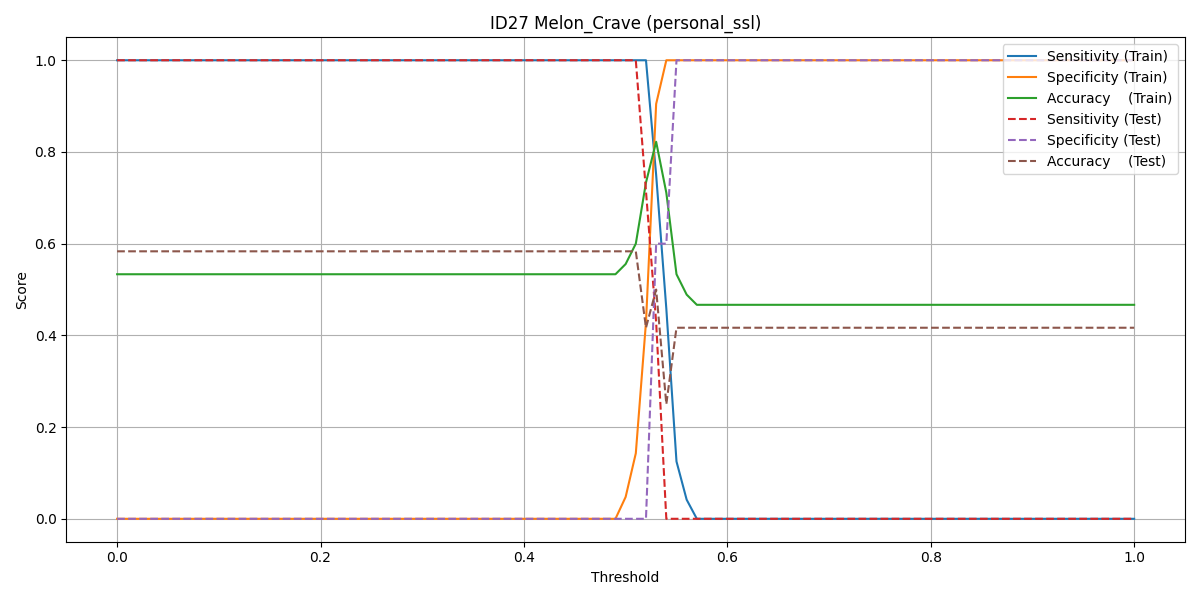 ID27 Melon_Crave (personal_ssl)
Sensitivity (Train)
Specificity (Train)
Accuracy    (Train)
Sensitivity (Test)
Specificity (Test)
Accuracy    (Test)
Score
1.0
0.8
0.6
0.4
0.2
0.0
0.0 0.2 0.4 0.6 0.8 1.0
Threshold